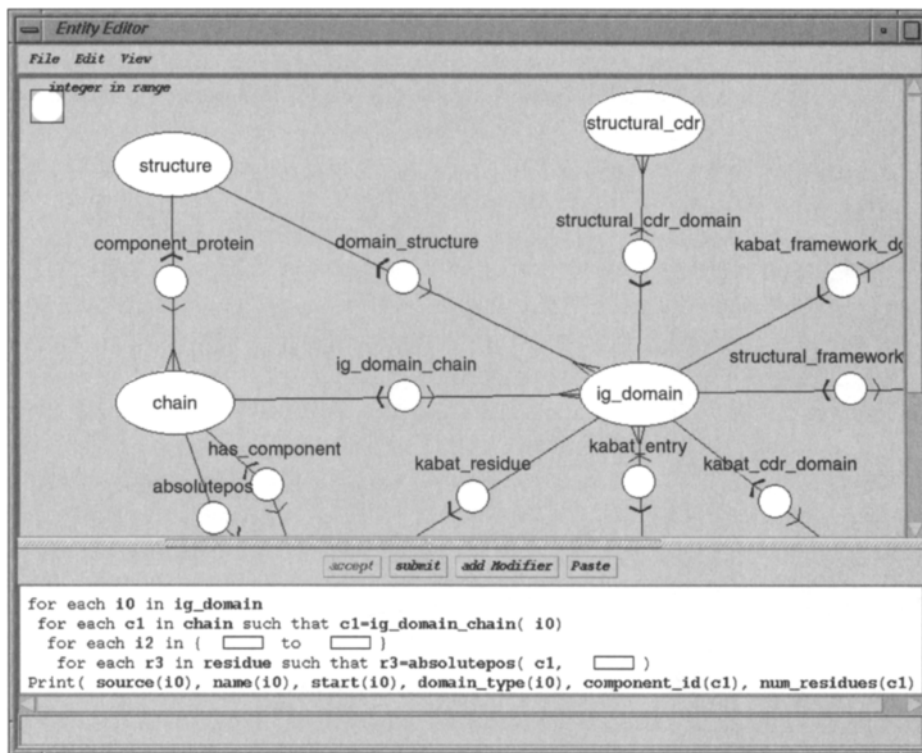 Entity Editor
File Edit View
integer in range
structural_cdr
structure
structural_cdr_domain
component_protein
domain_structure
kabat_framework_do
structural_framework
ig_domain_chain
chain
ig_domain
has_component
kabat_residue
kabat_entry
kabat_cdr_domain
absolutepos
accept submit add Modifier Paste
for each i0 in ig_domain
for each c1 in chain such that c1=ig_domain_chain( i0)
for each i2 in { to }
for each r3 in residue such that r3=absolutepos( c1, )
Print( source(i0), name(i0), start(i0), domain_type(i0), component_id(c1), num_residues(c1)